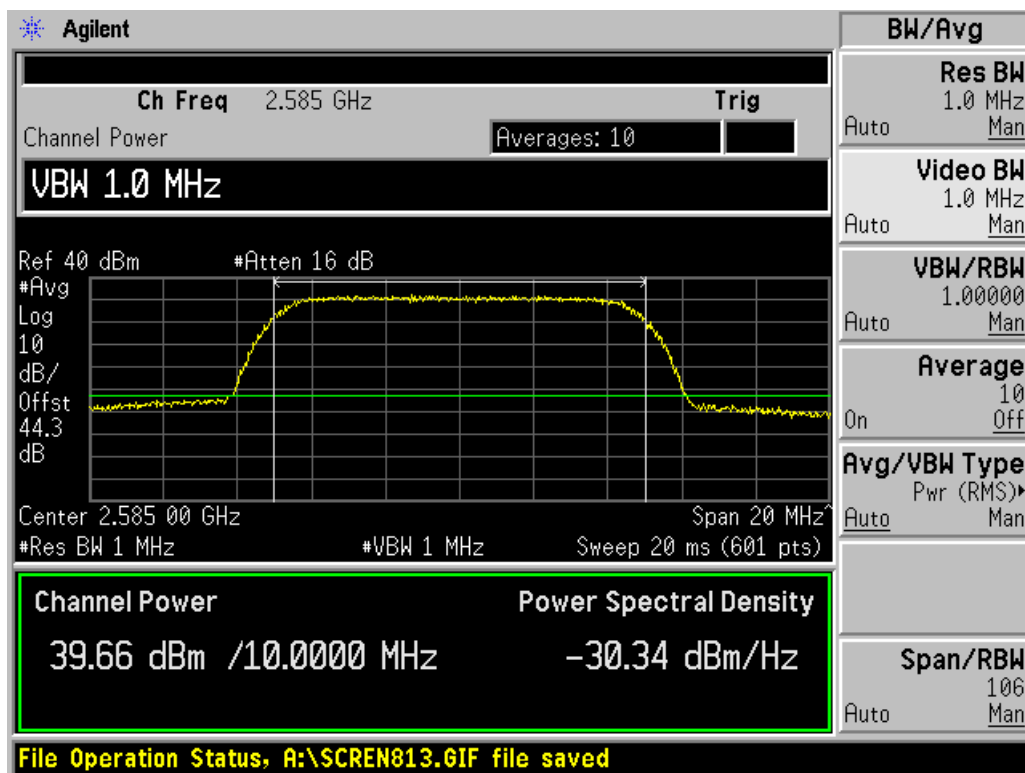 Agilent
BW/Avg
Ch Freq 2.585 GHz Trig
Channel Power Averages: 10
VBW 1.0 MHz
Ref 40 dBm #Atten 16 dB
#Avg
Log
10
dB/
Offst
44.3
dB
Center 2.585 00 GHz Span 20 MHz^
#Res BW 1 MHz #VBW 1 MHz Sweep 20 ms (601 pts)
Channel Power Power Spectral Density
39.66 dBm /10.0000 MHz -30.34 dBm/Hz
Res BW
1.0 MHz
Auto Man
Video BW
1.0 MHz
Auto Man
VBW/RBW
1.00000
Auto Man
Average
10
On Off
Avg/VBW Type
Pwr (RMS)▸
Auto Man
Span/RBW
106
Auto Man
File Operation Status, A:\SCREN813.GIF file saved